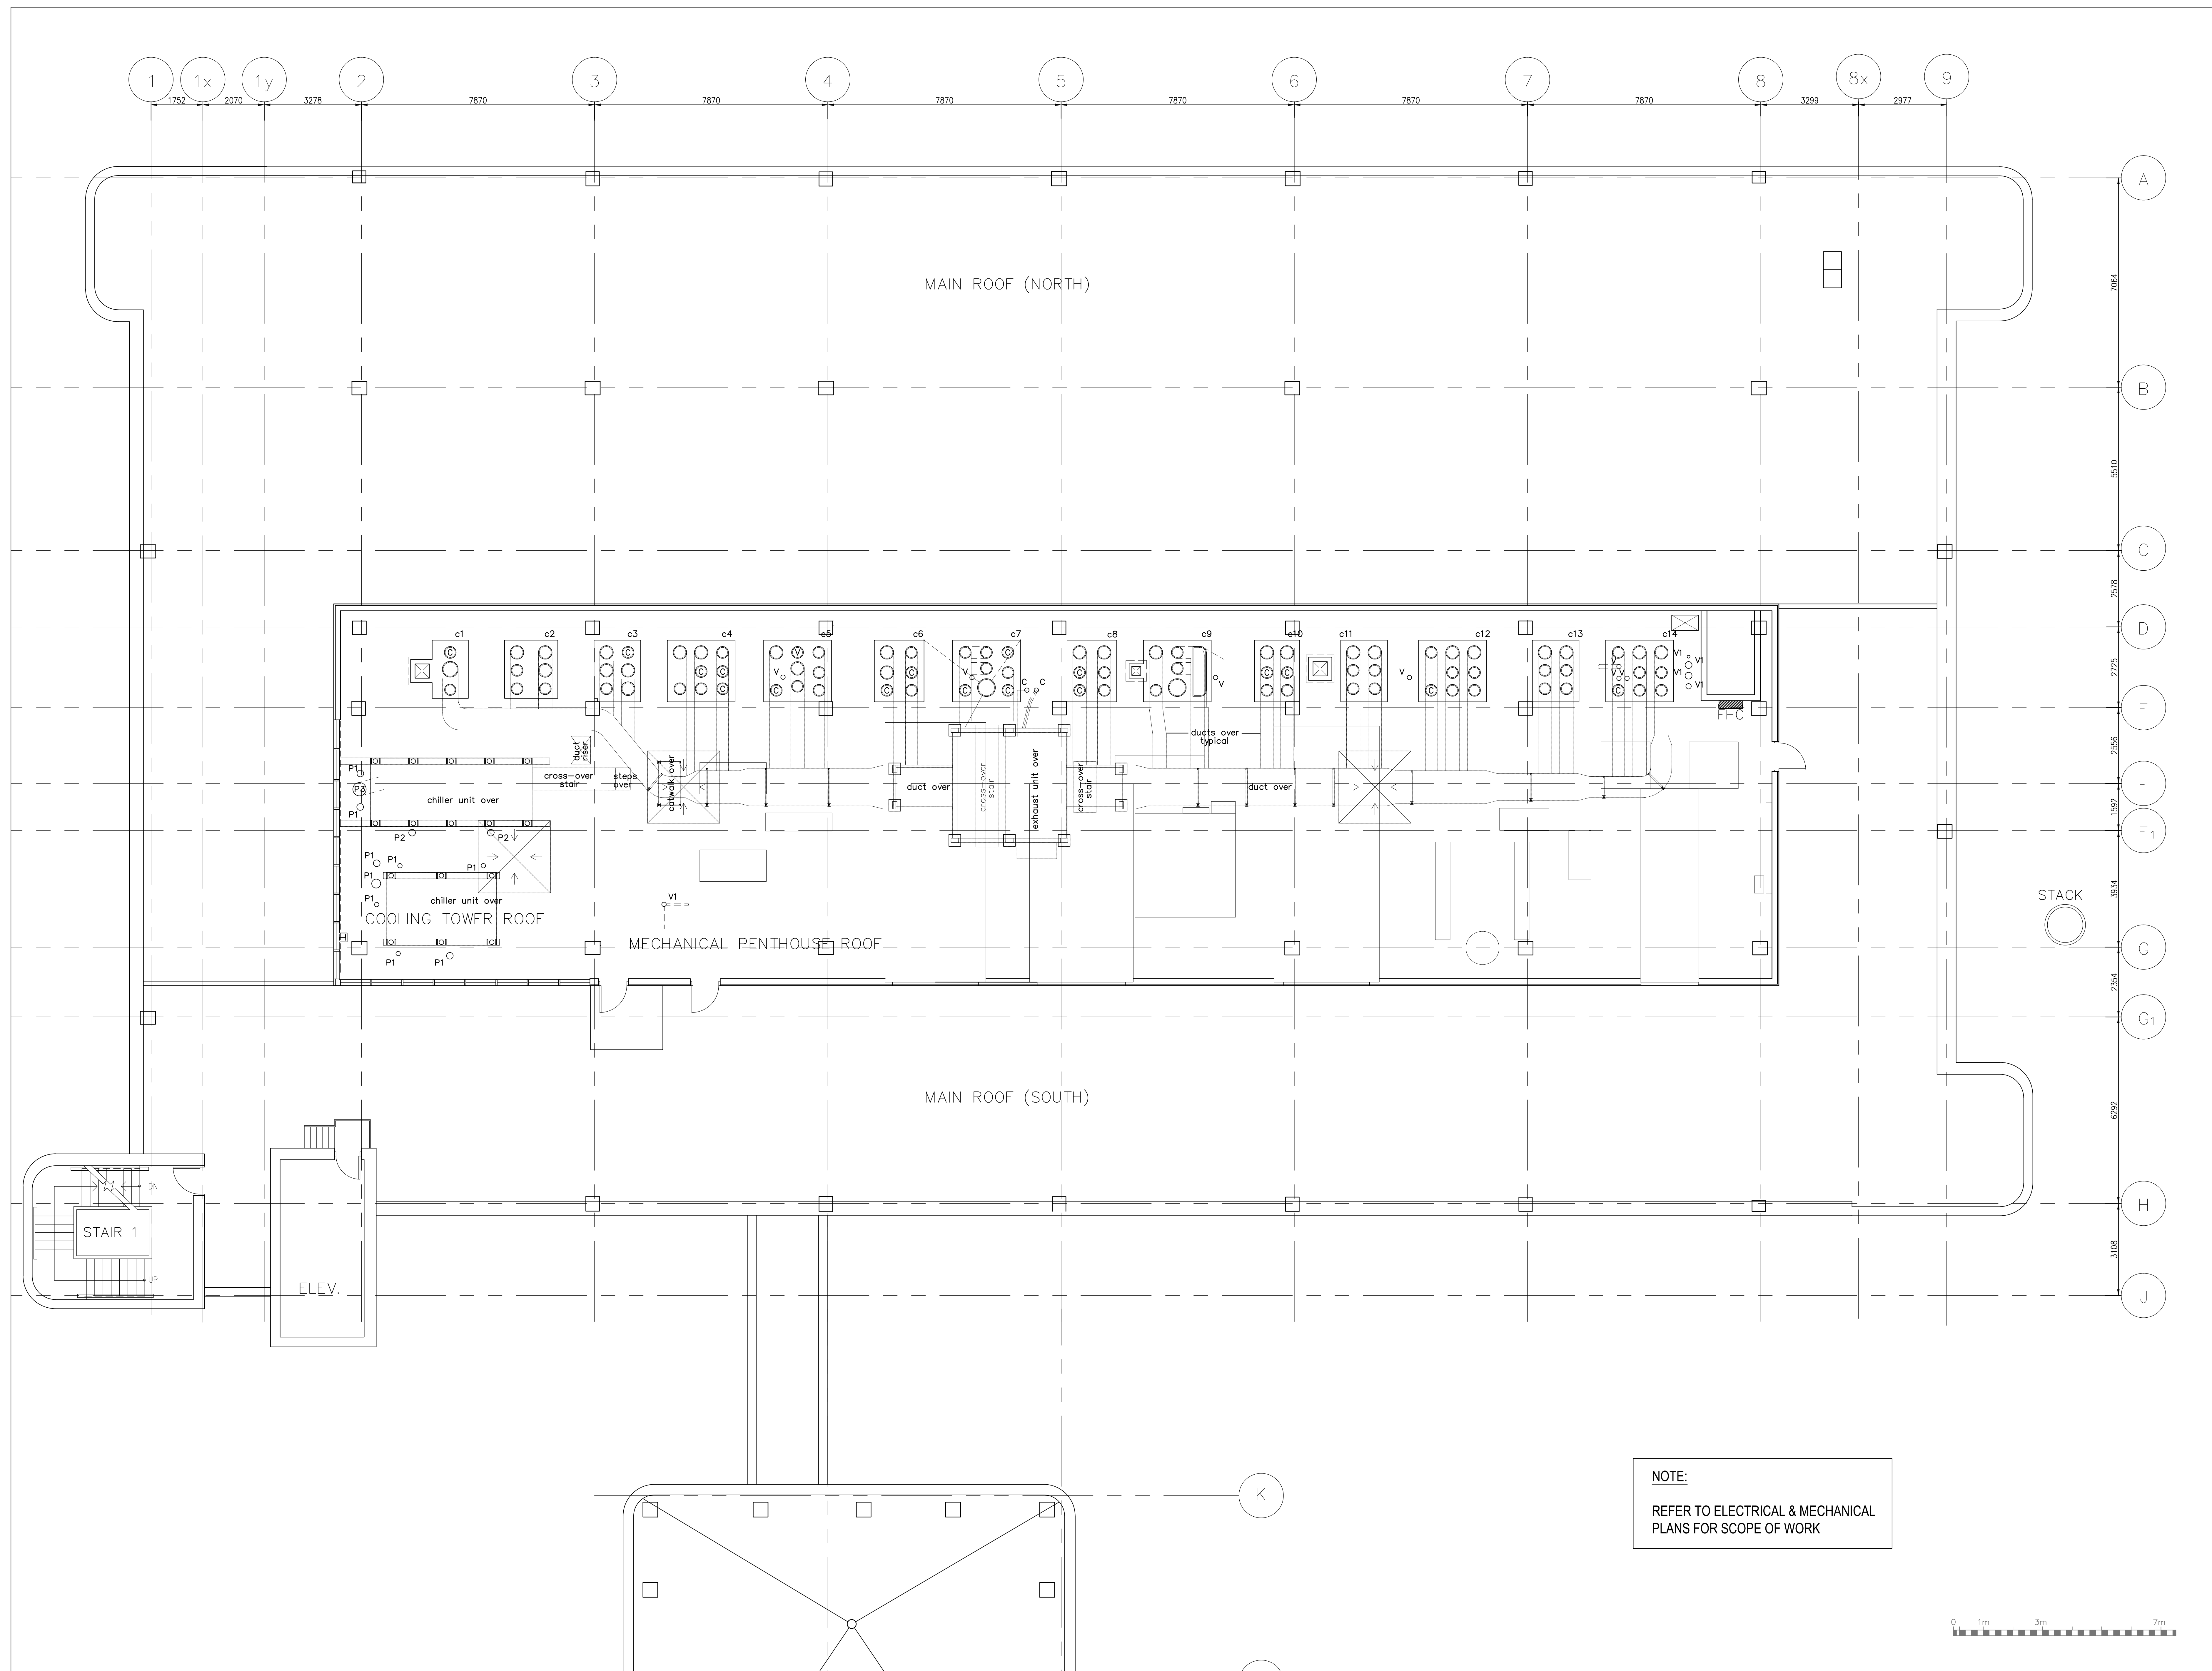 1 1x 1y 2 3 4 5 6 7 8 8x 9
1752 2070 3278 7870 7870 7870 7870 7870 7870 3299 2977
A
7064
MAIN ROOF (NORTH)
B
5510
C
2578
D
c1 c2 c3 c4 c5 c6 c7 c8 c9 c10 c11 c12 c13 c14
C C V C V1
V1
C C V V V V
2725
C C C C C C V V V1
C C C C C C V C C V1
E
FHC
duct
riser
catwalk over
exhaust unit over
ducts over
typical
2556
P1
cross-over
stair
steps
over
cross-over
stair
cross-over
stair
F
P3
duct over
duct over
chiller unit over
P1
1592
P2 P2
F1
P1 P1 P1
P1
3934
P1 V1
STACK
chiller unit over
COOLING TOWER ROOF
MECHANICAL PENTHOUSE ROOF
G
P1 P1
2354
G1
MAIN ROOF (SOUTH)
6292
DN.
H
STAIR 1
3108
UP
ELEV.
J
NOTE:
K
REFER TO ELECTRICAL & MECHANICAL
PLANS FOR SCOPE OF WORK
0 1m 3m 7m